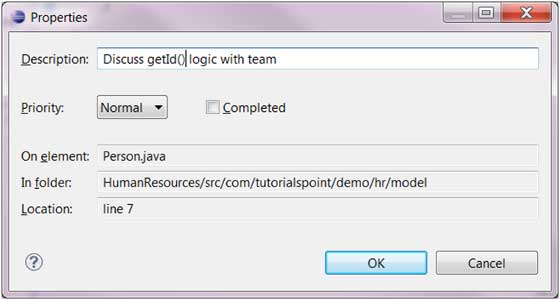 Properties
Description: Discuss getId() logic with team
Priority: Normal Completed
On element: Person.java
In folder: HumanResources/src/com/tutorialspoint/demo/hr/model
Location: line 7
? OK Cancel